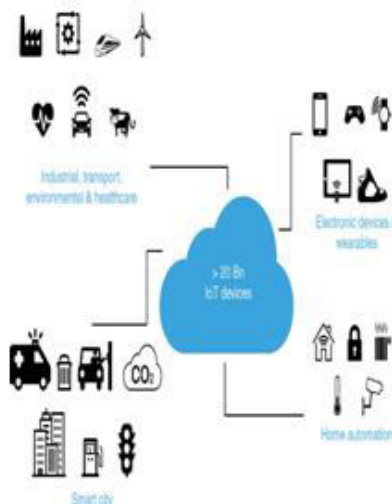 Industrial, transport,
environmental & healthcare
Electronic devices &
wearables
> 20 Bn
IoT devices
CO2
Home automation
Smart city